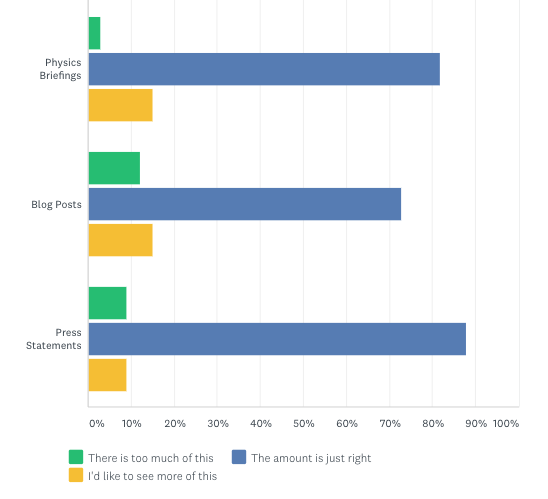 Physics
Briefings
Blog Posts
Press
Statements
0% 10% 20% 30% 40% 50% 60% 70% 80% 90% 100%
There is too much of this The amount is just right
I'd like to see more of this